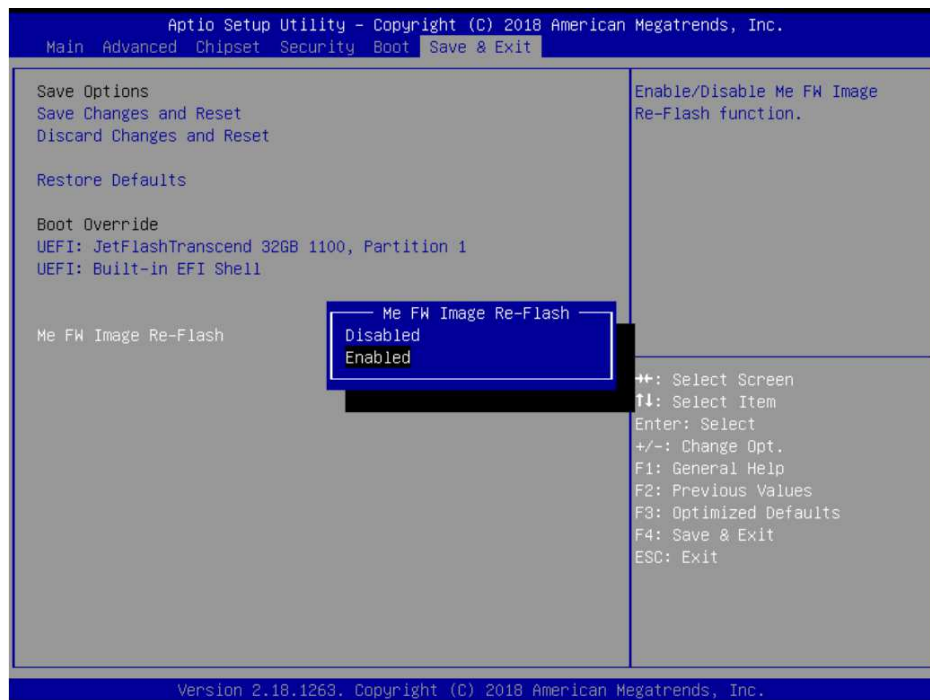 Aptio Setup Utility – Copyright (C) 2018 American Megatrends, Inc.
Main Advanced Chipset Security Boot Save & Exit
Save Options
Save Changes and Reset
Discard Changes and Reset
Restore Defaults
Boot Override
UEFI: JetFlashTranscend 32GB 1100, Partition 1
UEFI: Built-in EFI Shell
Me FW Image Re-Flash
Me FW Image Re-Flash
Disabled
Enabled
Enable/Disable Me FW Image
Re-Flash function.
→←: Select Screen
↑↓: Select Item
Enter: Select
+/-: Change Opt.
F1: General Help
F2: Previous Values
F3: Optimized Defaults
F4: Save & Exit
ESC: Exit
Version 2.18.1263. Copyright (C) 2018 American Megatrends, Inc.